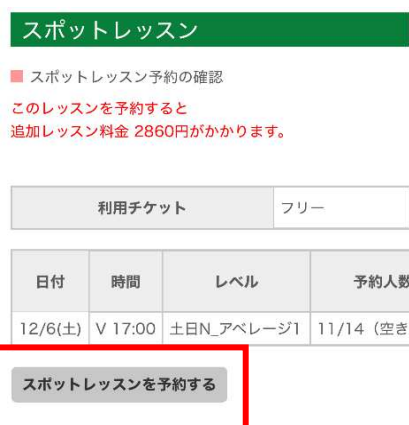 スポットレッスン
スポットレッスン予約の確認
このレッスンを予約すると
追加レッスン料金 2860円がかかります。
利用チケット フリー
日付 時間 レベル 予約人数
12/6(土) V 17:00 土日N_アベレージ1 11/14（空き
スポットレッスンを予約する